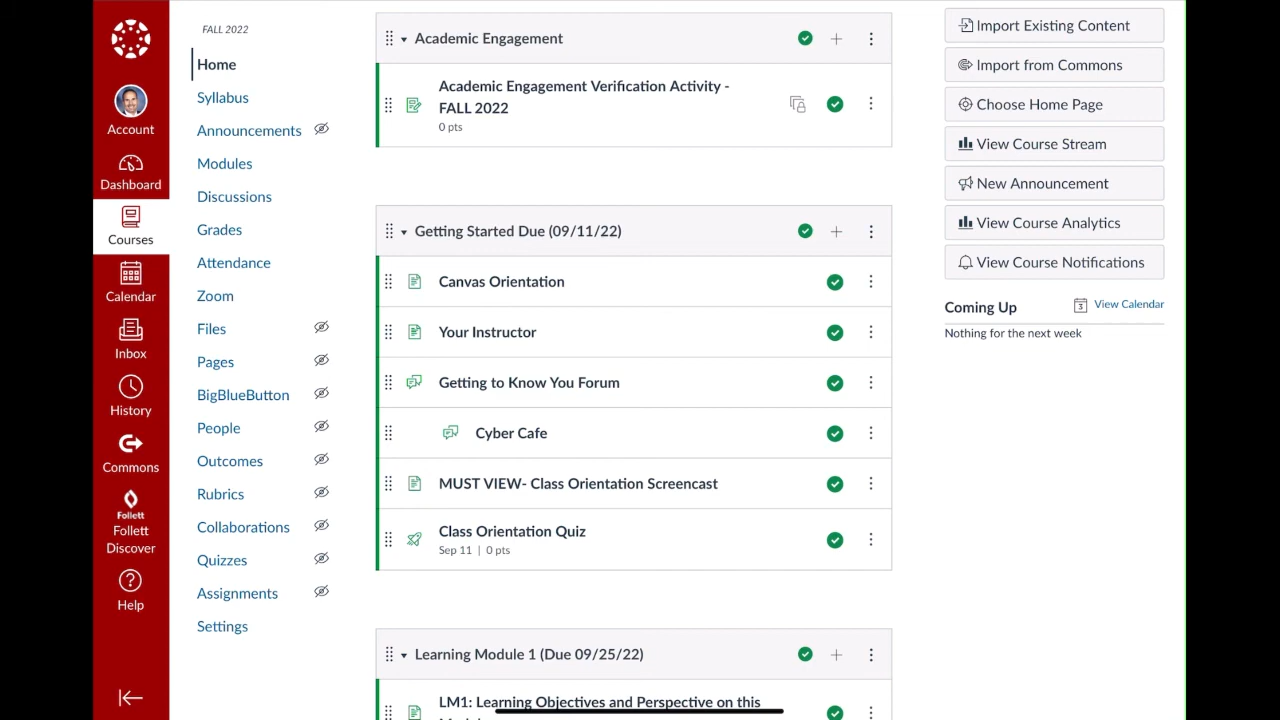 Account
Dashboard
Courses
Calendar
Inbox
History
Commons
Follett
Follett
Discover
Help
FALL 2022
Home
Syllabus
Announcements
Modules
Discussions
Grades
Attendance
Zoom
Files
Pages
BigBlueButton
People
Outcomes
Rubrics
Collaborations
Quizzes
Assignments
Settings
Academic Engagement
Academic Engagement Verification Activity -
FALL 2022
0 pts
Getting Started Due (09/11/22)
Canvas Orientation
Your Instructor
Getting to Know You Forum
Cyber Cafe
MUST VIEW- Class Orientation Screencast
Class Orientation Quiz
Sep 11 | 0 pts
Learning Module 1 (Due 09/25/22)
LM1: Learning Objectives and Perspective on this
Import Existing Content
Import from Commons
Choose Home Page
View Course Stream
New Announcement
View Course Analytics
View Course Notifications
Coming Up
View Calendar
Nothing for the next week